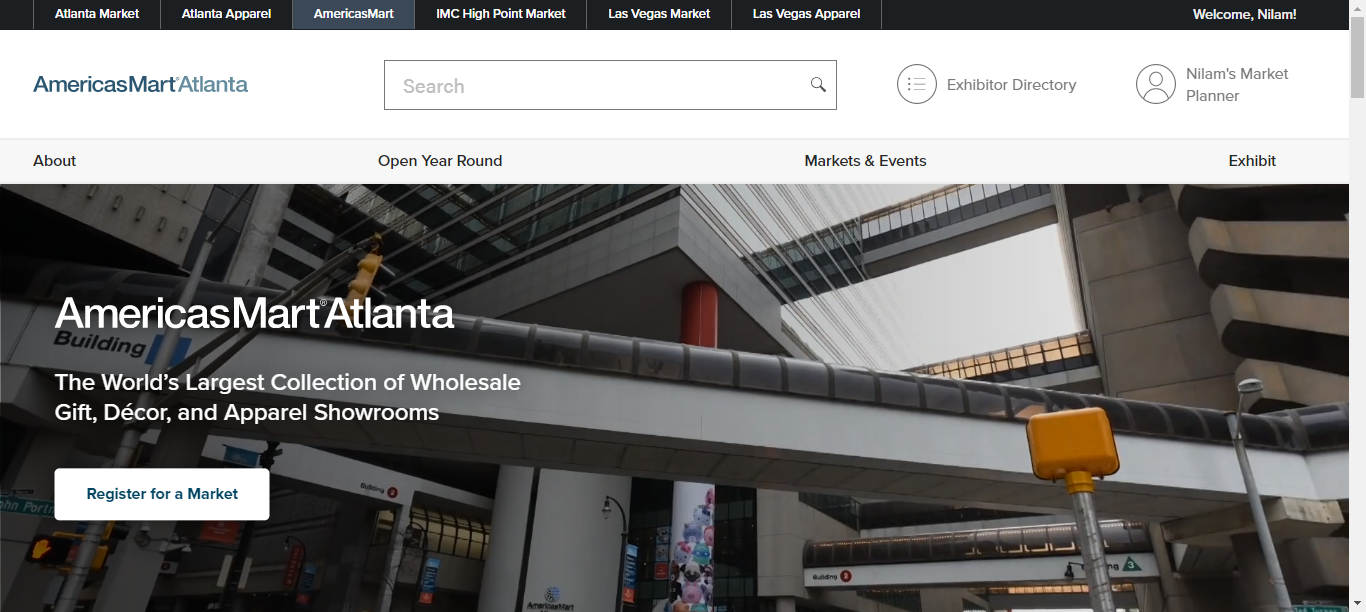 Atlanta Market
Atlanta Apparel
AmericasMart
IMC High Point Market
Las Vegas Market
Las Vegas Apparel
Welcome, Nilam!
AmericasMart®Atlanta
Search
Exhibitor Directory
Nilam's Market
Planner
About
Open Year Round
Markets & Events
Exhibit
AmericasMart®Atlanta
Building
The World's Largest Collection of Wholesale
Gift, Décor, and Apparel Showrooms
Register for a Market
Building 2
Building 2
3
AmericasMart